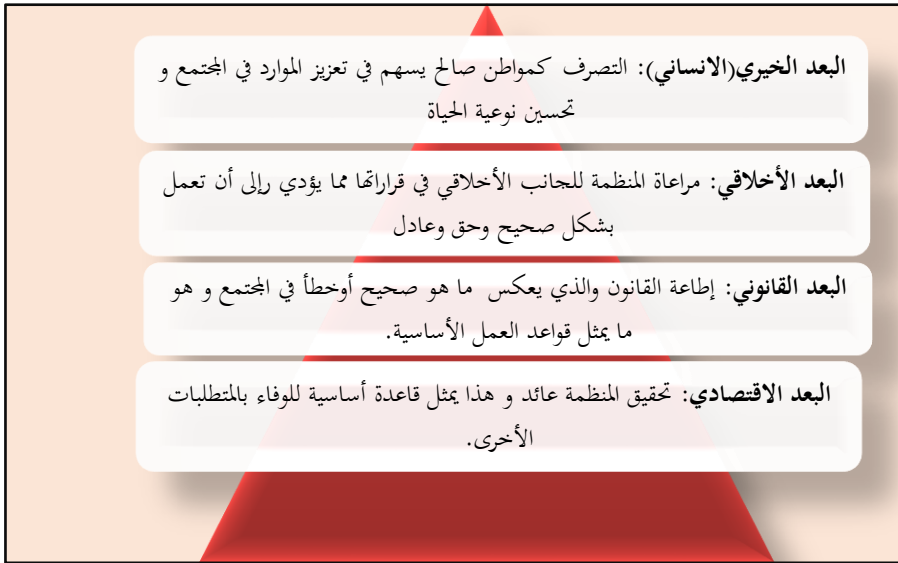 البعد الخيري(الانساني): التصرف كمواطن صالح يسهم في تعزيز الموارد في المجتمع و
تحسين نوعية الحياة
البعد الأخلاقي: مراعاة المنظمة للجانب الأخلاقي في قراراتها مما يؤدي رإلى أن تعمل
بشكل صحيح وحق وعادل
البعد القانوني: إطاعة القانون والذي يعكس ما هو صحيح أوخطأ في المجتمع و هو
ما يمثل قواعد العمل الأساسية.
البعد الاقتصادي: تحقيق المنظمة عائد و هذا يمثل قاعدة أساسية للوفاء بالمتطلبات
الأخرى.